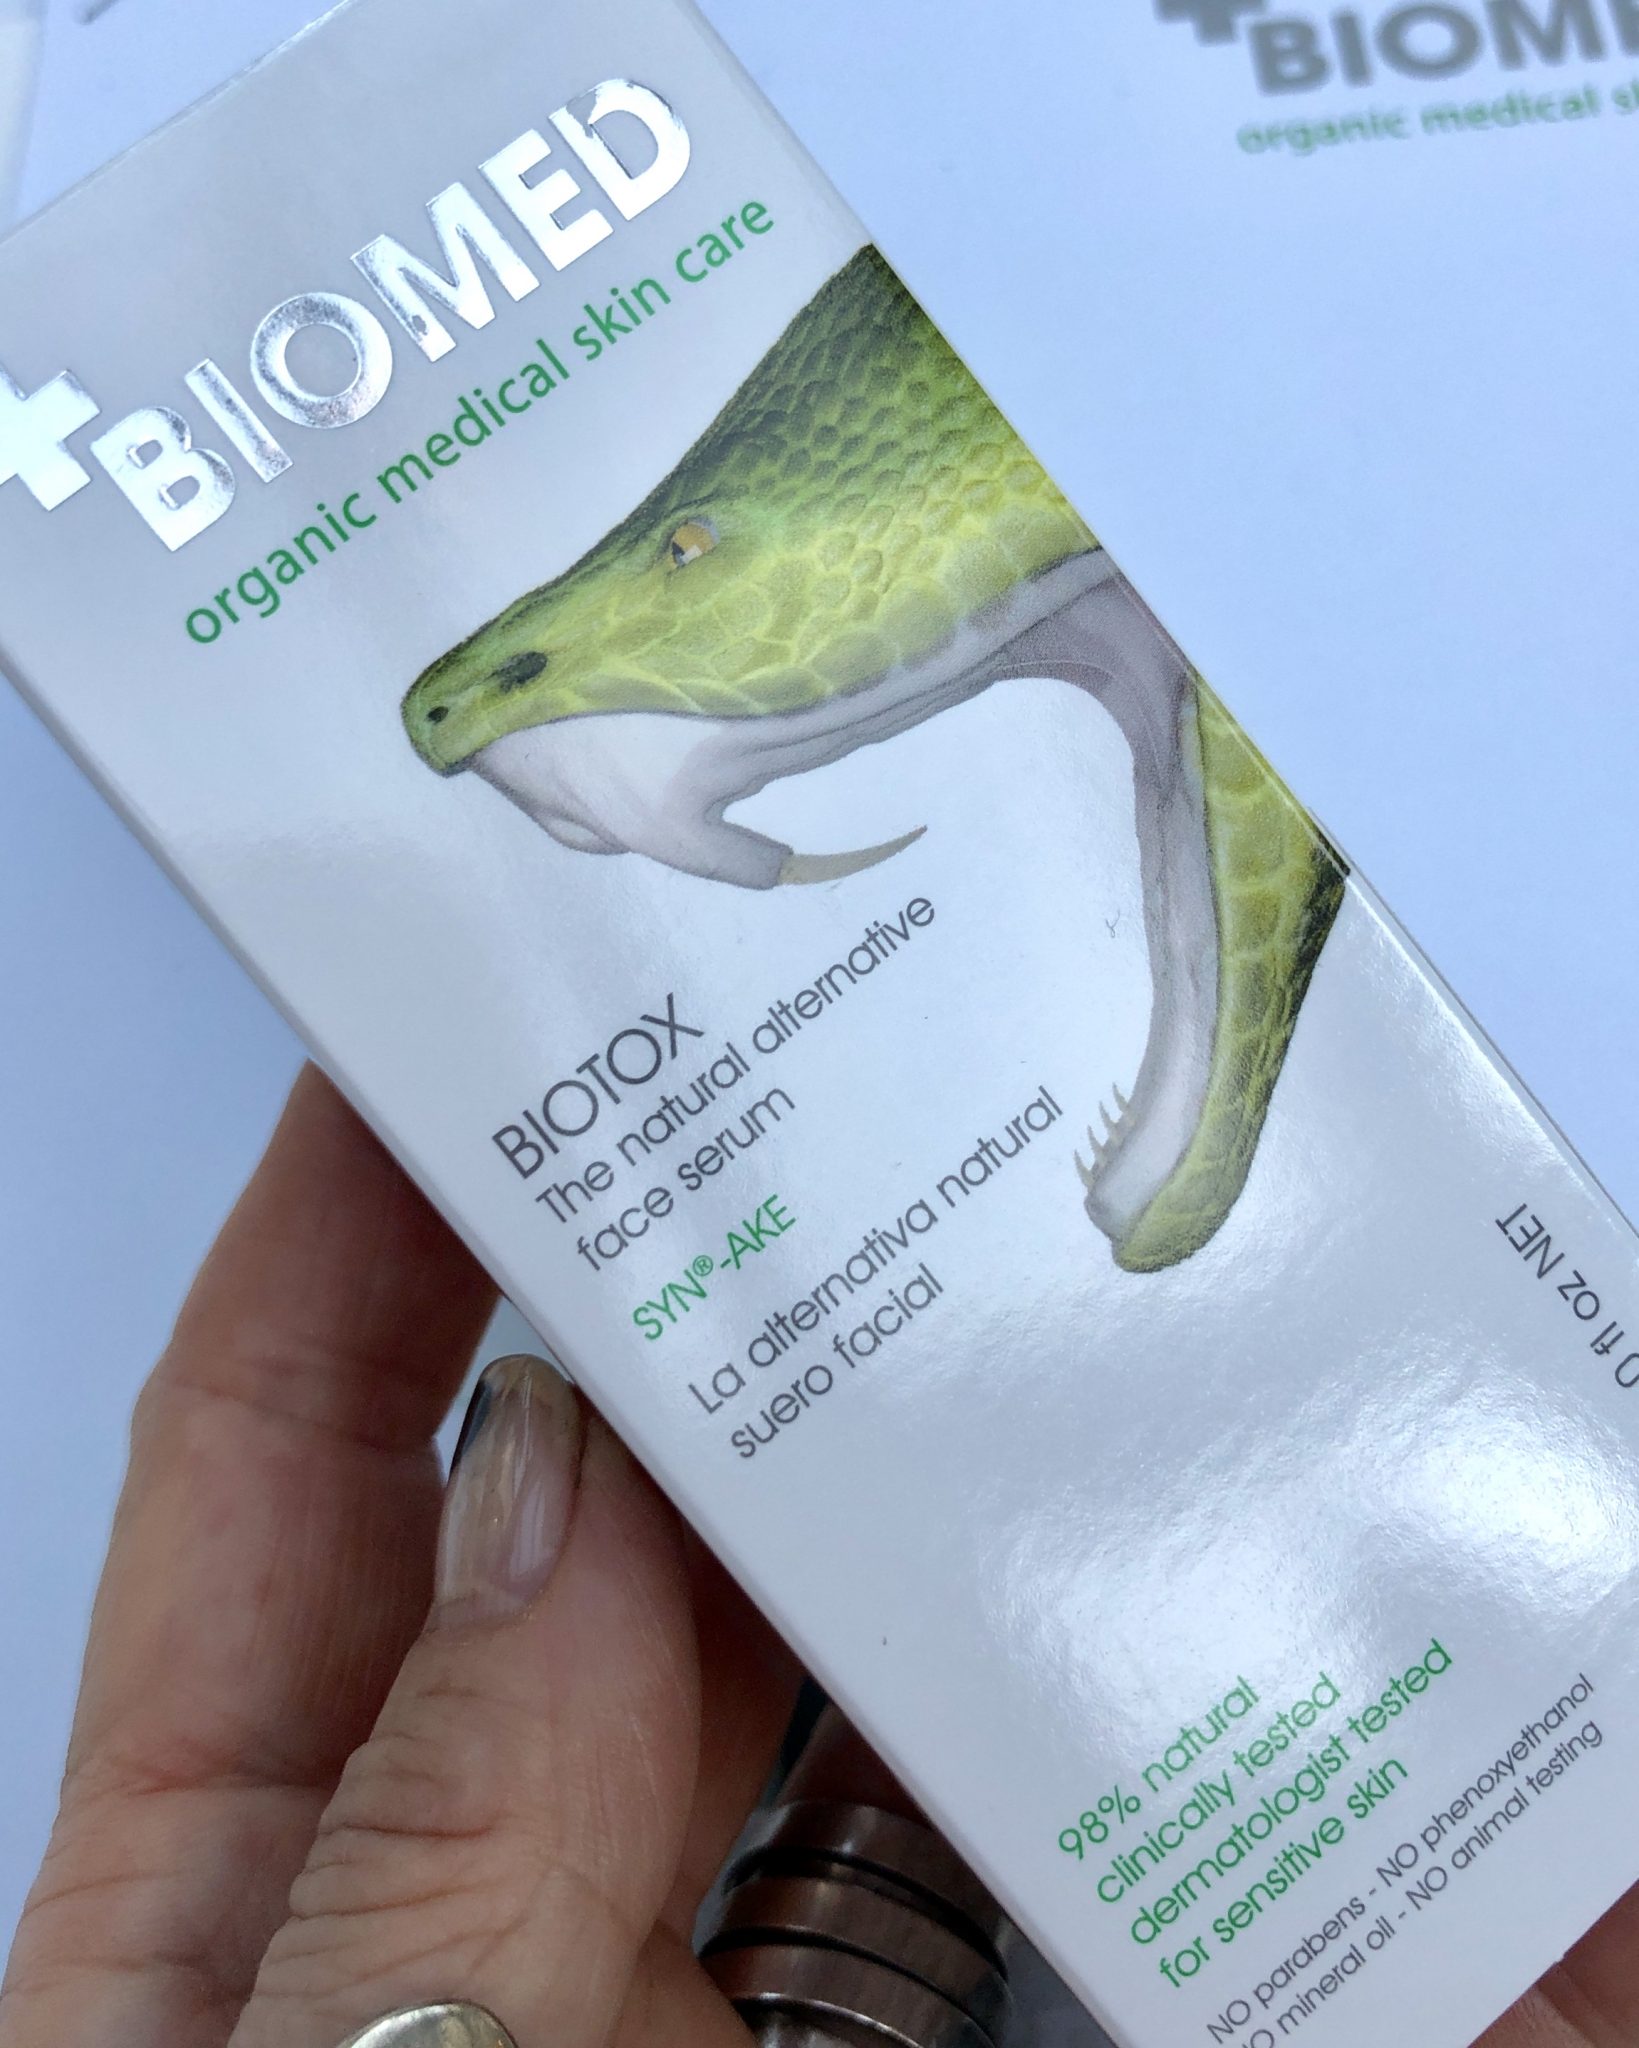 BIOMED
organic medical skin care
BIOTOX
The natural alternative
face serum
SYN®-AKE
La alternativa natural
suero facial
fl oz NET
98% natural
clinically tested
dermatologist tested
for sensitive skin
NO parabens - NO phenoxyethanol
NO mineral oil - NO animal testing
BIOM
organic medical